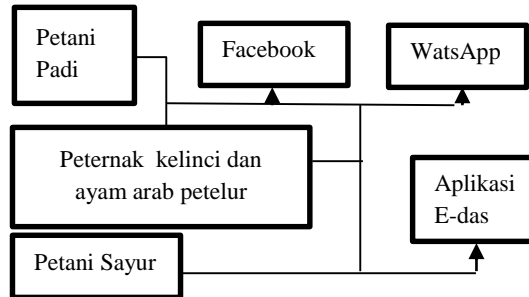 Petani
Padi
Facebook
WatsApp
Peternak kelinci dan
ayam arab petelur
Aplikasi
E-das
Petani Sayur